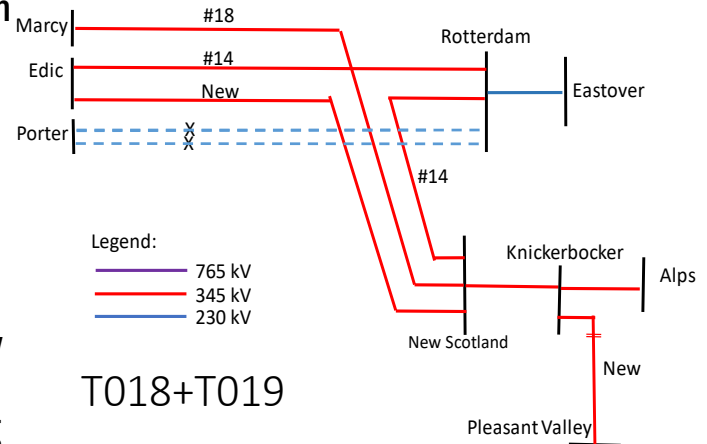 Marcy
#18
Rotterdam
Edic
#14
Eastover
New
Porter
X
X
#14
Legend:
765 kV
345 kV
230 kV
Knickerbocker
Alps
New Scotland
New
T018+T019
Pleasant Valley